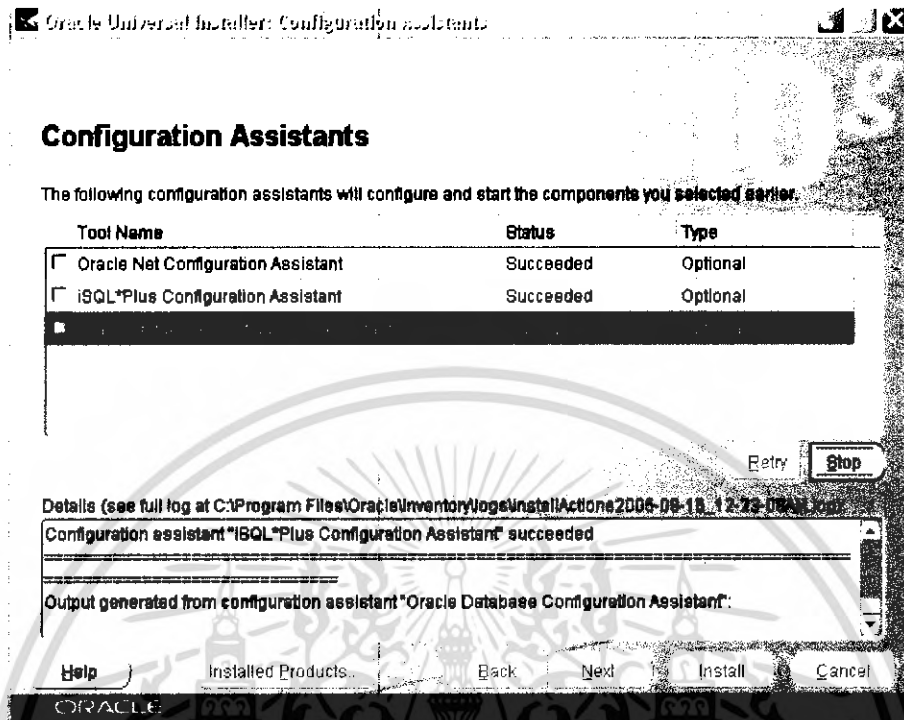 Oracle Universal Installer: Configuration assistants
Configuration Assistants
The following configuration assistants will configure and start the components you selected earlier.
Tool Name Status Type
Oracle Net Configuration Assistant Succeeded Optional
iSQL*Plus Configuration Assistant Succeeded Optional
Retry Stop
Details (see full log at C:\Program Files\Oracle\Inventory\logs\installActions2005-09-18_12-23-
Configuration assistant "iSQL*Plus Configuration Assistant" succeeded
Output generated from configuration assistant "Oracle Database Configuration Assistant":
Help Installed Products.. Back Next Install Cancel
ORACLE